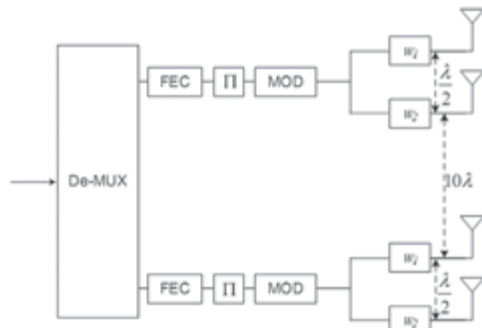 w₁
λ/2
FEC Π MOD
w₂
De-MUX
10λ
w₁
λ/2
FEC Π MOD
w₂